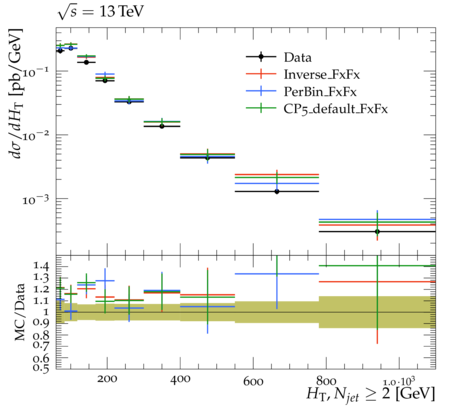 √s = 13 TeV
dσ/dH_T [pb/GeV]
10⁻¹
10⁻²
10⁻³
Data
Inverse_FxFx
PerBin_FxFx
CP5_default_FxFx
MC/Data
1.4
1.3
1.2
1.1
1
0.9
0.8
0.7
0.6
0.5
200 400 600 800 1.0·10³
H_T, N_jet ≥ 2 [GeV]